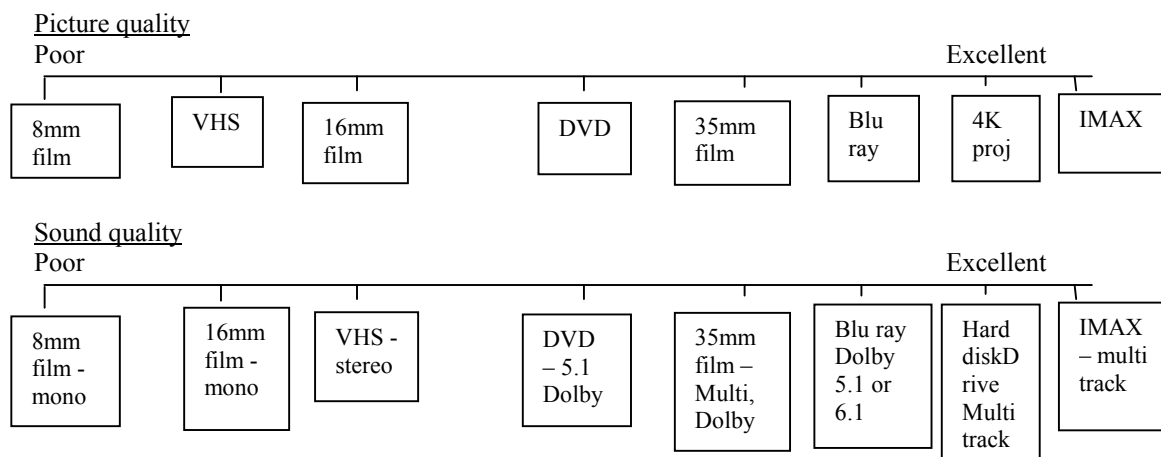 Picture quality
Poor
Excellent
8mm
film
VHS
16mm
film
DVD
35mm
film
Blu
ray
4K
proj
IMAX
Sound quality
Poor
Excellent
8mm
film -
mono
16mm
film -
mono
VHS -
stereo
DVD
– 5.1
Dolby
35mm
film –
Multi,
Dolby
Blu ray
Dolby
5.1 or
6.1
Hard
diskD
rive
Multi
track
IMAX
– multi
track